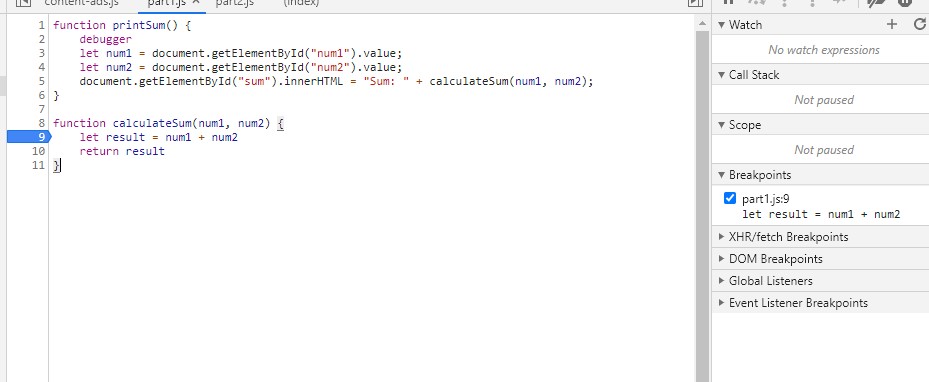 content-ads.js part1.js × part2.js (index)
1 function printSum() {
2 debugger
3 let num1 = document.getElementById("num1").value;
4 let num2 = document.getElementById("num2").value;
5 document.getElementById("sum").innerHTML = "Sum: " + calculateSum(num1, num2);
6 }
7
8 function calculateSum(num1, num2) {
9 let result = num1 + num2
10 return result
11 }
Watch
No watch expressions
Call Stack
Not paused
Scope
Not paused
Breakpoints
part1.js:9
let result = num1 + num2
XHR/fetch Breakpoints
DOM Breakpoints
Global Listeners
Event Listener Breakpoints